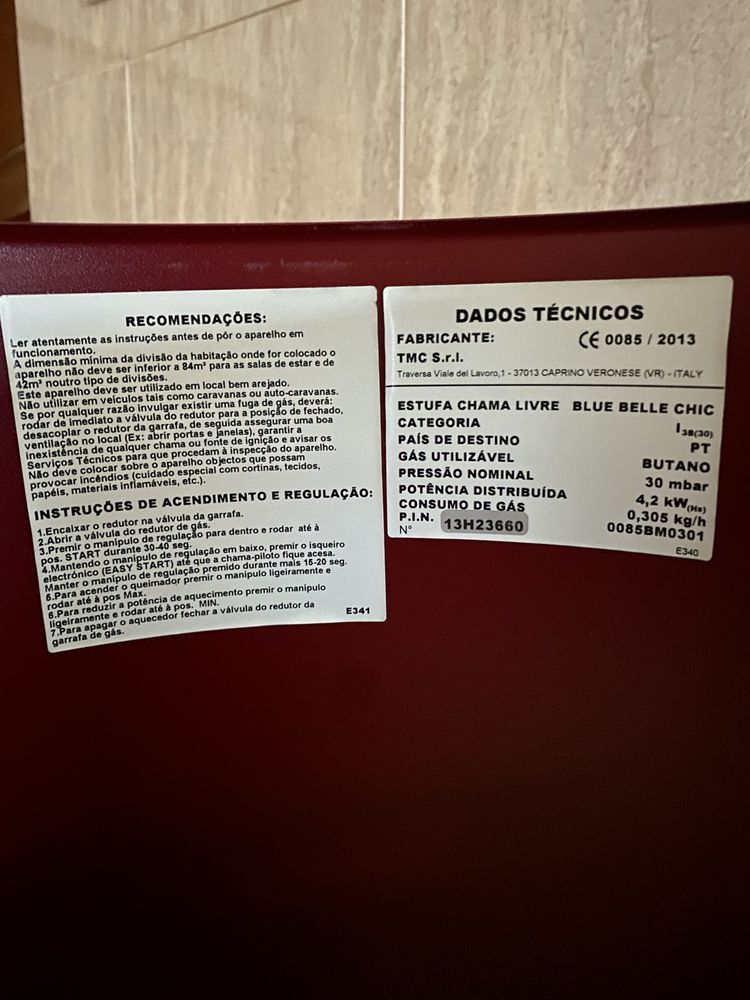 RECOMENDAÇÕES:
Ler atentamente as instruções antes de pôr o aparelho em
funcionamento.
A dimensão mínima da divisão da habitação onde for colocado o
aparelho não deve ser inferior a 84m³ para as salas de estar e de
42m³ noutro tipo de divisões.
Este aparelho deve ser utilizado em local bem arejado.
Não utilizar em veículos tais como caravanas ou auto-caravanas.
Se por qualquer razão invulgar existir uma fuga de gás, deverá:
rodar de imediato a válvula do redutor para a posição de fechado,
desacoplar o redutor da garrafa, de seguida assegurar uma boa
ventilação no local (Ex: abrir portas e janelas), garantir a
inexistência de qualquer chama ou fonte de ignição e avisar os
Serviços Técnicos para que procedam à inspecção do aparelho.
Não deve colocar sobre o aparelho objectos que possam
provocar incêndios (cuidado especial com cortinas, tecidos,
papéis, materiais inflamáveis, etc.).
INSTRUÇÕES DE ACENDIMENTO E REGULAÇÃO:
1.Encaixar o redutor na válvula da garrafa.
2.Abrir a válvula do redutor de gás.
3.Premir o manípulo de regulação para dentro e rodar até à
pos. START durante 30-40 seg.
4.Mantendo o manípulo de regulação em baixo, premir o isqueiro
electrónico (EASY START) até que a chama-piloto fique acesa.
Manter o manípulo de regulação premido durante mais 15-20 seg.
5.Para acender o queimador premir o manípulo ligeiramente e
rodar até à pos Max.
6.Para reduzir a potência de aquecimento premir o manípulo
ligeiramente e rodar até à pos. MIN.
7.Para apagar o aquecedor fechar a válvula do redutor da
garrafa de gás.
E341
DADOS TÉCNICOS
FABRICANTE: CE 0085 / 2013
TMC S.r.l.
Traversa Viale del Lavoro,1 - 37013 CAPRINO VERONESE (VR) - ITALY
ESTUFA CHAMA LIVRE BLUE BELLE CHIC
CATEGORIA I3B(30)
PAÍS DE DESTINO PT
GÁS UTILIZÁVEL BUTANO
PRESSÃO NOMINAL 30 mbar
POTÊNCIA DISTRIBUÍDA 4,2 kW(Hs)
CONSUMO DE GÁS 0,305 kg/h
P.I.N. 0085BM0301
N° 13H23660
E340